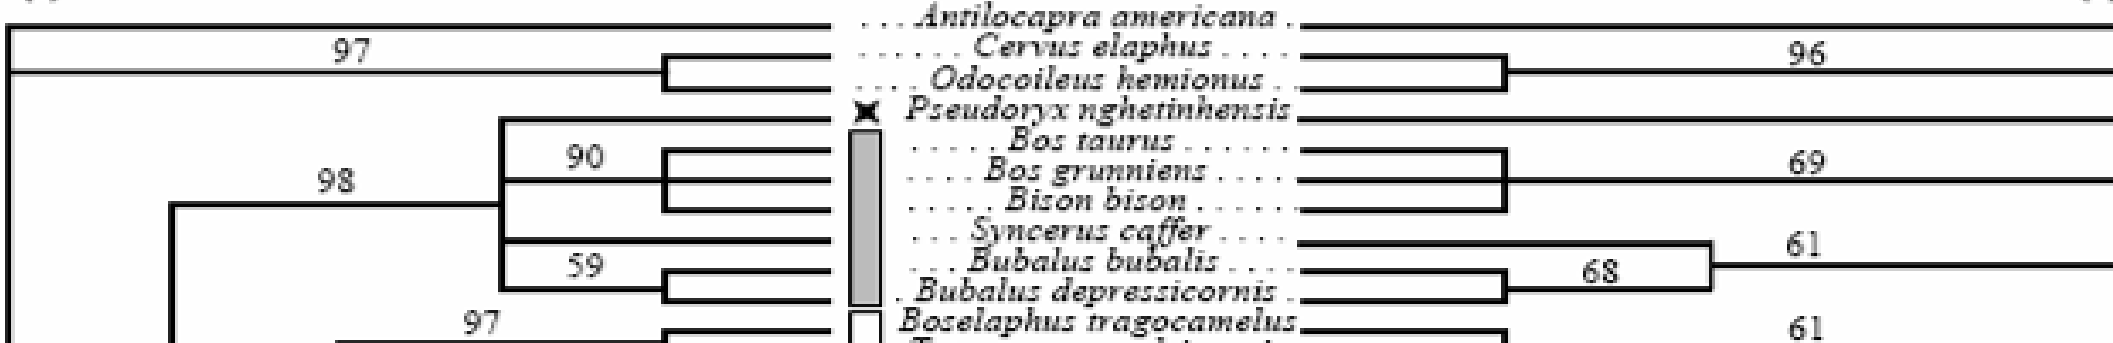 . . . Antilocapra americana .
97 . . . . . . Cervus elaphus . . . . 96
. . . . Odocoileus hemionus . .
Pseudoryx nghetinhensis
. . . . . Bos taurus . . . . . .
90 . . . . Bos grunniens . . . . 69
98 . . . . . Bison bison . . . . .
. . . Syncerus caffer . . . . 61
59 . . . Bubalus bubalis . . . . 68
. Bubalus depressicornis .
97 Boselaphus tragocamelus 61